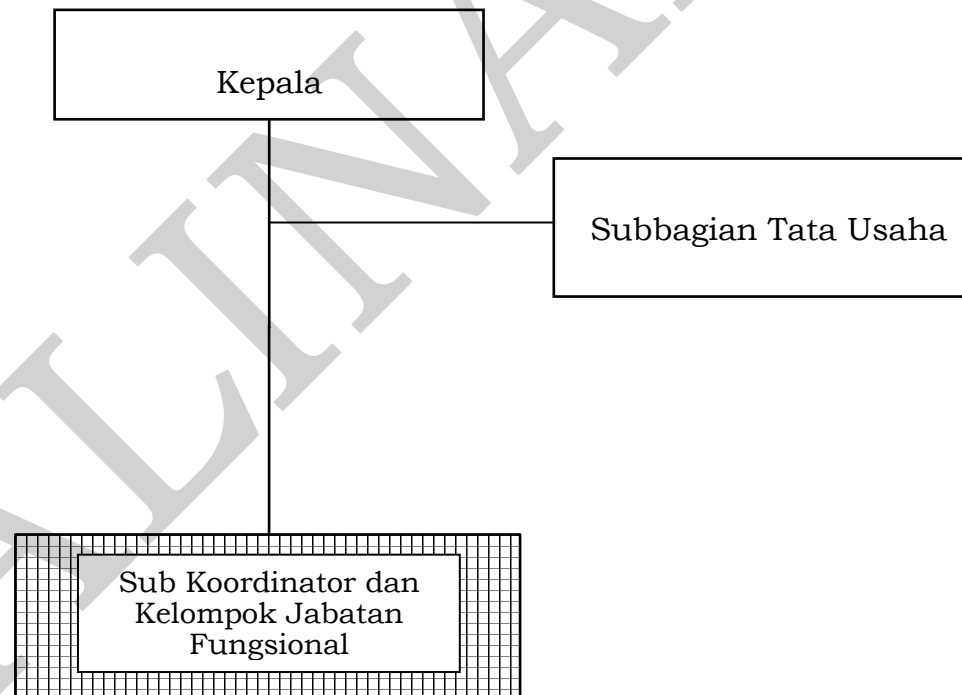 Kepala
Subbagian Tata Usaha
Sub Koordinator dan
Kelompok Jabatan
Fungsional